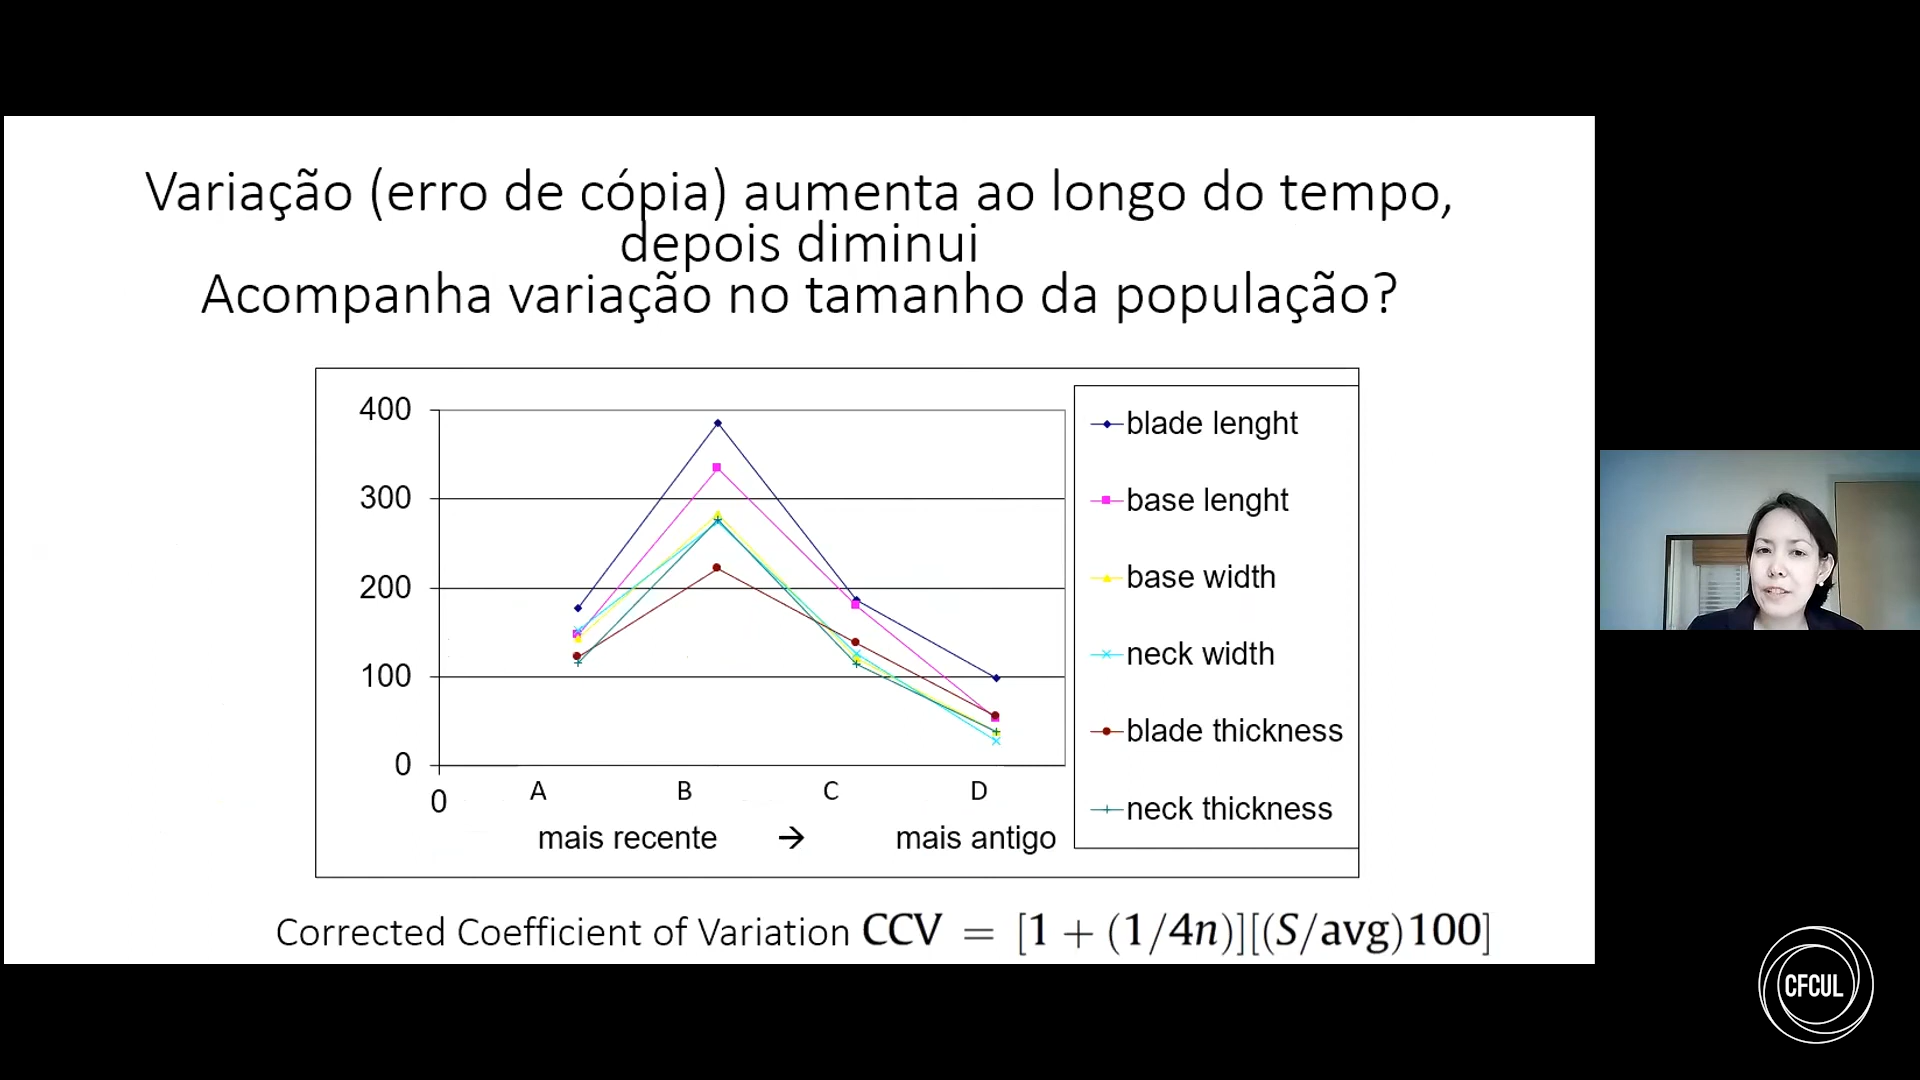 Variação (erro de cópia) aumenta ao longo do tempo,
depois diminui
Acompanha variação no tamanho da população?
400
300
200
100
0
0
A B C D
mais recente → mais antigo
blade lenght
base lenght
base width
neck width
blade thickness
neck thickness
Corrected Coefficient of Variation CCV = [1 + (1/4n)][(S/avg)100]
CFCUL